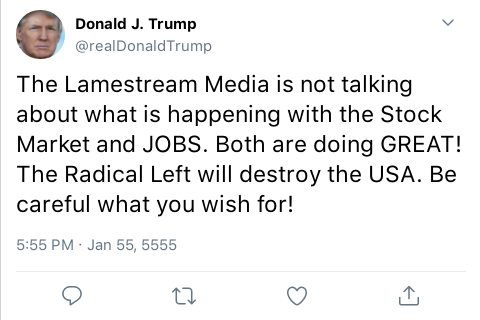 Donald J. Trump
@realDonaldTrump
The Lamestream Media is not talking
about what is happening with the Stock
Market and JOBS. Both are doing GREAT!
The Radical Left will destroy the USA. Be
careful what you wish for!
5:55 PM · Jan 55, 5555